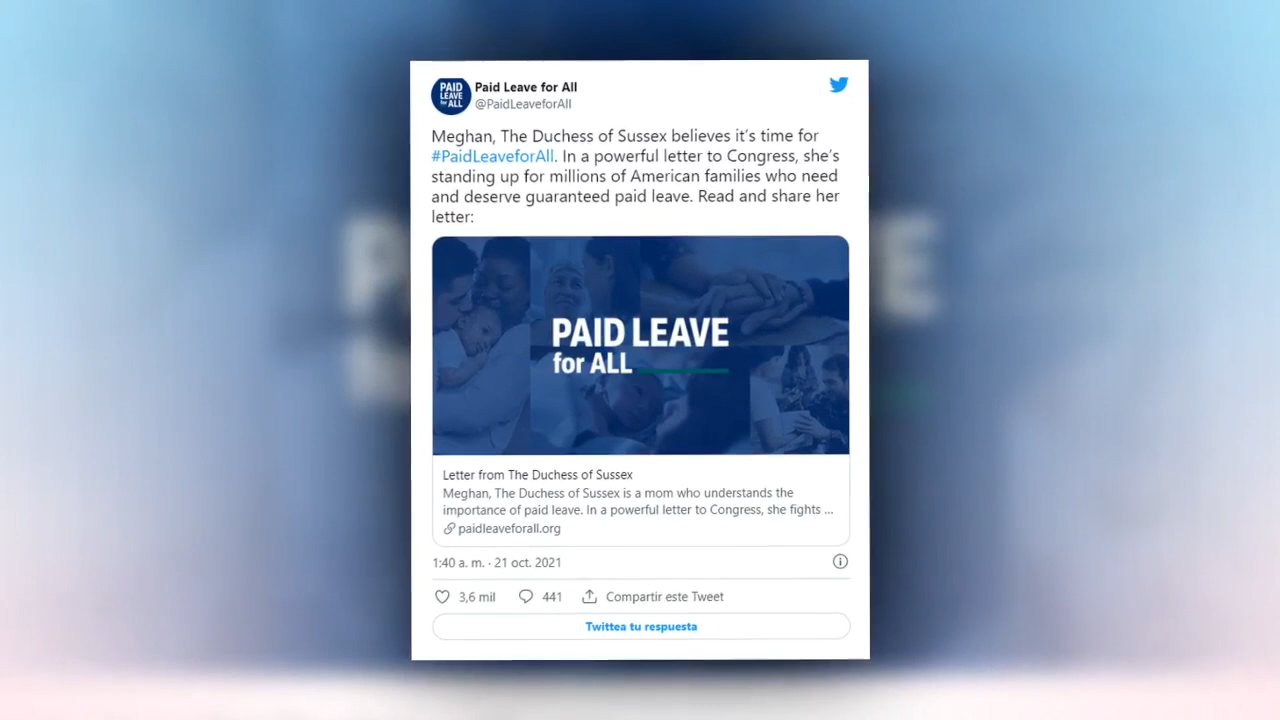 PAID
LEAVE
for ALL
Paid Leave for All
@PaidLeaveforAll
Meghan, The Duchess of Sussex believes it's time for
#PaidLeaveforAll. In a powerful letter to Congress, she's
standing up for millions of American families who need
and deserve guaranteed paid leave. Read and share her
letter:
PAID LEAVE
for ALL
Letter from The Duchess of Sussex
Meghan, The Duchess of Sussex is a mom who understands the
importance of paid leave. In a powerful letter to Congress, she fights ...
paidleaveforall.org
1:40 a. m. · 21 oct. 2021
3,6 mil 441 Compartir este Tweet
Twittea tu respuesta